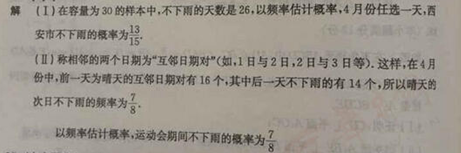 解 (Ⅰ)在容量为30的样本中,不下雨的天数是26,以频率估计概率,4月份任选一天,西
安市不下雨的概率为13/15.
(Ⅱ)称相邻的两个日期为“互邻日期对”(如,1日与2日,2日与3日等).这样,在4月
份中,前一天为晴天的互邻日期对有16个,其中后一天不下雨的有14个,所以晴天的
次日不下雨的频率为7/8.
以频率估计概率,运动会期间不下雨的概率为7/8